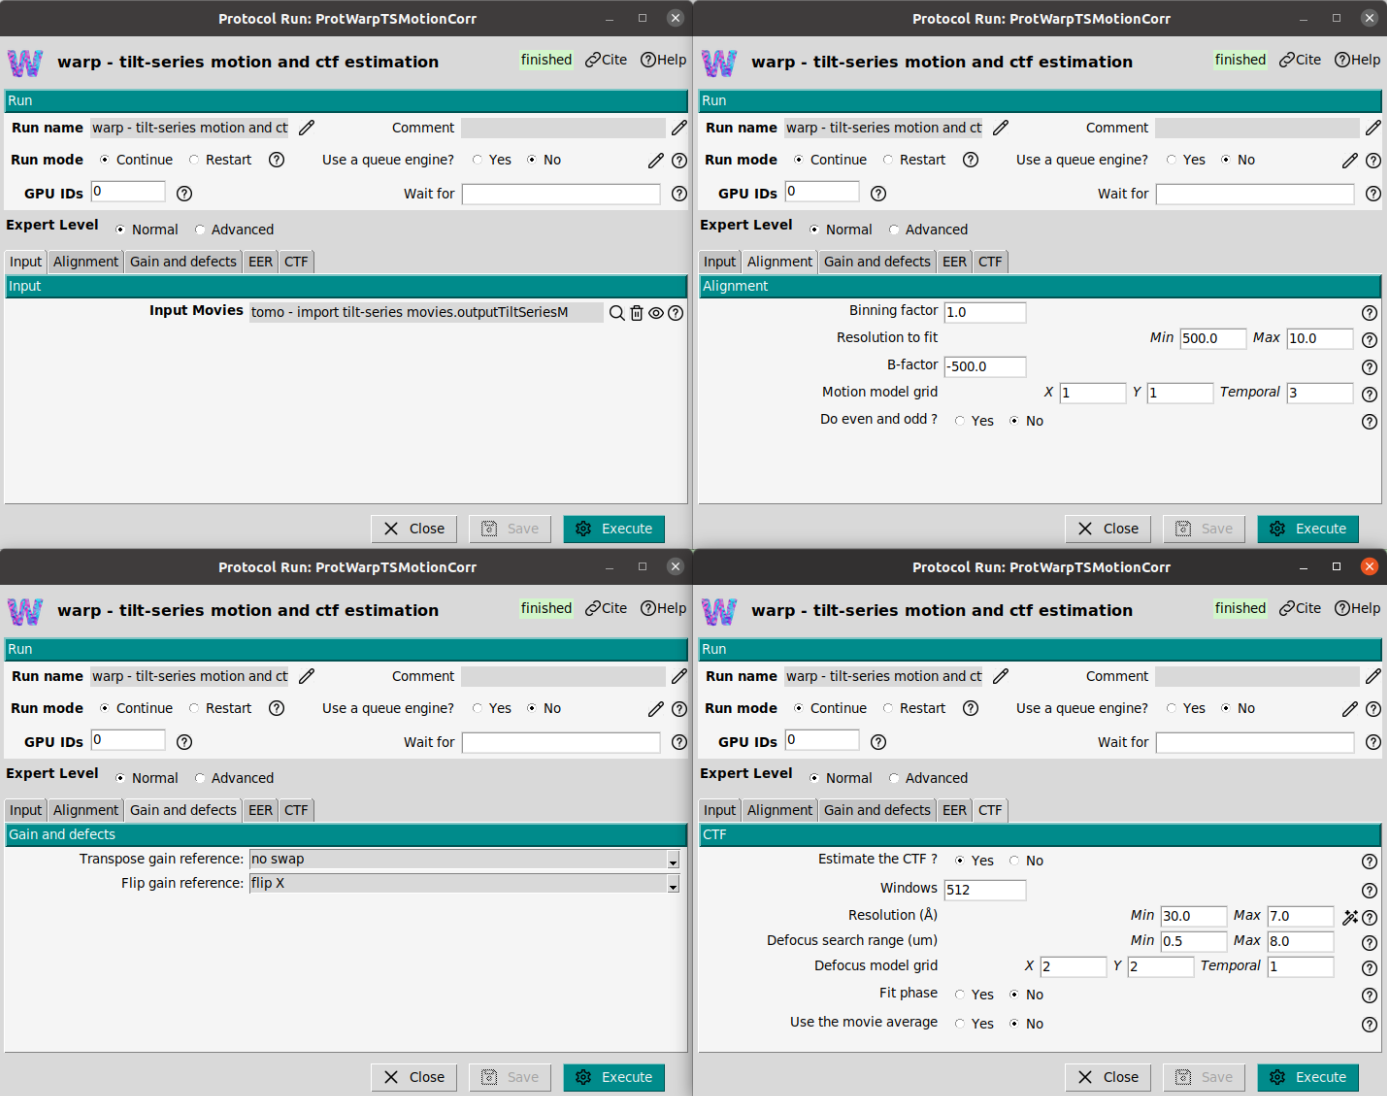 Protocol Run: ProtWarpTSMotionCorr
warp - tilt-series motion and ctf estimation finished Cite Help
Run
Run name warp - tilt-series motion and ct Comment
Run mode Continue Restart Use a queue engine? Yes No
GPU IDs 0 Wait for
Expert Level Normal Advanced
Input Alignment Gain and defects EER CTF
Input
Input Movies tomo - import tilt-series movies.outputTiltSeriesM
Close Save Execute
Protocol Run: ProtWarpTSMotionCorr
warp - tilt-series motion and ctf estimation finished Cite Help
Run
Run name warp - tilt-series motion and ct Comment
Run mode Continue Restart Use a queue engine? Yes No
GPU IDs 0 Wait for
Expert Level Normal Advanced
Input Alignment Gain and defects EER CTF
Alignment
Binning factor 1.0
Resolution to fit Min 500.0 Max 10.0
B-factor -500.0
Motion model grid X 1 Y 1 Temporal 3
Do even and odd ? Yes No
Close Save Execute
Protocol Run: ProtWarpTSMotionCorr
warp - tilt-series motion and ctf estimation finished Cite Help
Run
Run name warp - tilt-series motion and ct Comment
Run mode Continue Restart Use a queue engine? Yes No
GPU IDs 0 Wait for
Expert Level Normal Advanced
Input Alignment Gain and defects EER CTF
Gain and defects
Transpose gain reference: no swap
Flip gain reference: flip X
Close Save Execute
Protocol Run: ProtWarpTSMotionCorr
warp - tilt-series motion and ctf estimation finished Cite Help
Run
Run name warp - tilt-series motion and ct Comment
Run mode Continue Restart Use a queue engine? Yes No
GPU IDs 0 Wait for
Expert Level Normal Advanced
Input Alignment Gain and defects EER CTF
CTF
Estimate the CTF ? Yes No
Windows 512
Resolution (Å) Min 30.0 Max 7.0
Defocus search range (um) Min 0.5 Max 8.0
Defocus model grid X 2 Y 2 Temporal 1
Fit phase Yes No
Use the movie average Yes No
Close Save Execute